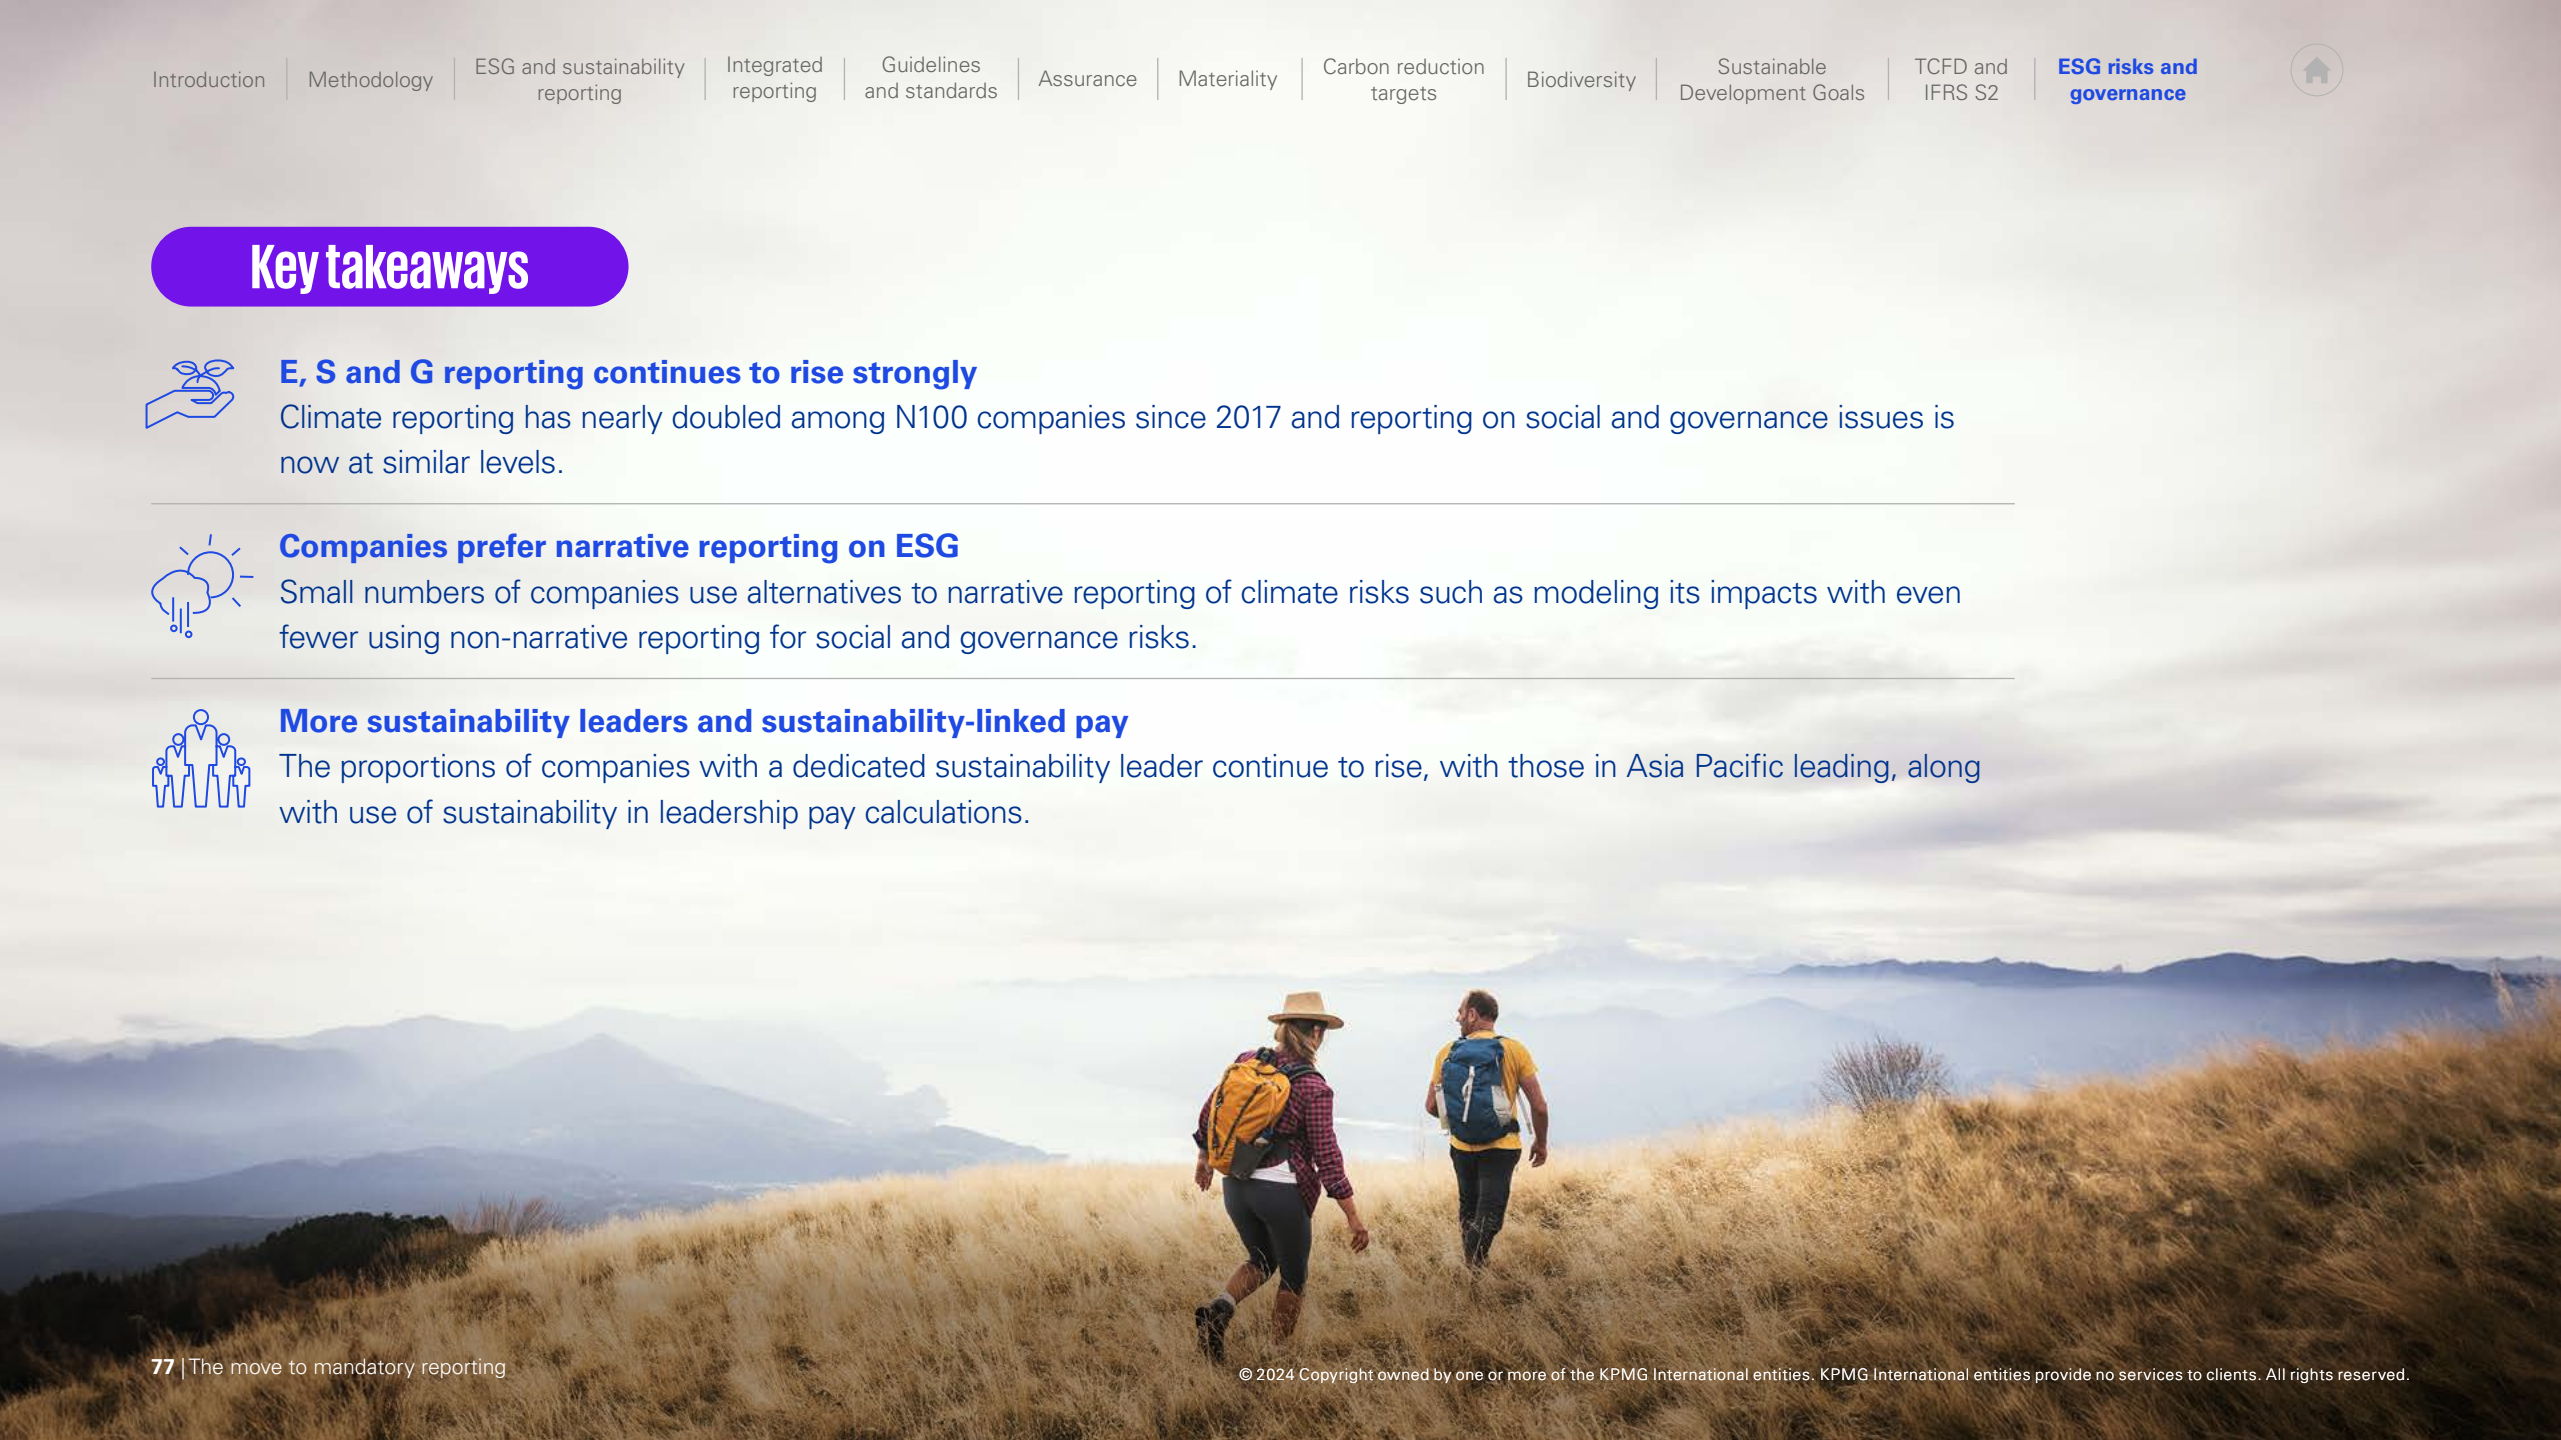 Introduction
Methodology
ESG and sustainability
reporting
Integrated
reporting
Guidelines
and standards
Assurance
Materiality
Carbon reduction
targets
Biodiversity
Sustainable
Development Goals
TCFD and
IFRS S2
ESG risks and
governance
Key takeaways
E, S and G reporting continues to rise strongly
Climate reporting has nearly doubled among N100 companies since 2017 and reporting on social and governance issues is
now at similar levels.
Companies prefer narrative reporting on ESG
Small numbers of companies use alternatives to narrative reporting of climate risks such as modeling its impacts with even
fewer using non-narrative reporting for social and governance risks.
More sustainability leaders and sustainability-linked pay
The proportions of companies with a dedicated sustainability leader continue to rise, with those in Asia Pacific leading, along
with use of sustainability in leadership pay calculations.
77 | The move to mandatory reporting
© 2024 Copyright owned by one or more of the KPMG International entities. KPMG International entities provide no services to clients. All rights reserved.